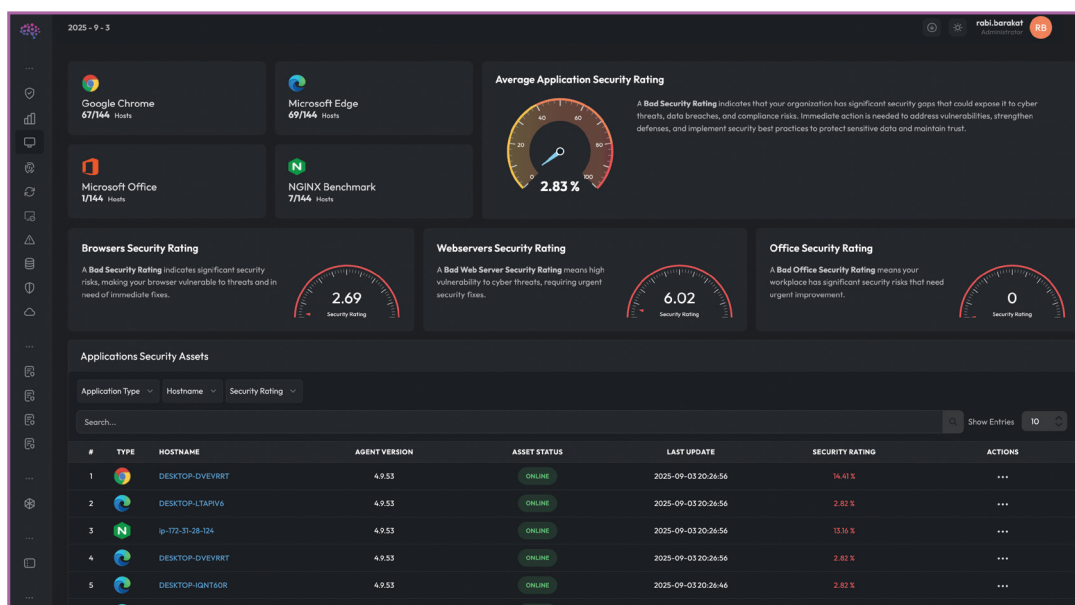 2025 - 9 - 3
rabi.barakat
Administrator
RB
Google Chrome
67/144 Hosts
Microsoft Edge
69/144 Hosts
Microsoft Office
1/144 Hosts
NGINX Benchmark
7/144 Hosts
Average Application Security Rating
0 20 40 60 80 100
2.83 %
A Bad Security Rating indicates that your organization has significant security gaps that could expose it to cyber
threats, data breaches, and compliance risks. Immediate action is needed to address vulnerabilities, strengthen
defenses, and implement security best practices to protect sensitive data and maintain trust.
Browsers Security Rating
A Bad Security Rating indicates significant security
risks, making your browser vulnerable to threats and in
need of immediate fixes.
2.69
Security Rating
Webservers Security Rating
A Bad Web Server Security Rating means high
vulnerability to cyber threats, requiring urgent
security fixes.
6.02
Security Rating
Office Security Rating
A Bad Office Security Rating means your
workplace has significant security risks that need
urgent improvement.
0
Security Rating
Applications Security Assets
Application Type Hostname Security Rating
Search...
Show Entries 10
# TYPE HOSTNAME AGENT VERSION ASSET STATUS LAST UPDATE SECURITY RATING ACTIONS
1 DESKTOP-DVEVRRT 4.9.53 ONLINE 2025-09-03 20:26:56 14.41 % ...
2 DESKTOP-LTAPIV6 4.9.53 ONLINE 2025-09-03 20:26:56 2.82 % ...
3 N ip-172-31-28-124 4.9.53 ONLINE 2025-09-03 20:26:56 13.16 % ...
4 DESKTOP-DVEVRRT 4.9.53 ONLINE 2025-09-03 20:26:56 2.82 % ...
5 DESKTOP-IQNT60R 4.9.53 ONLINE 2025-09-03 20:26:46 2.82 % ...